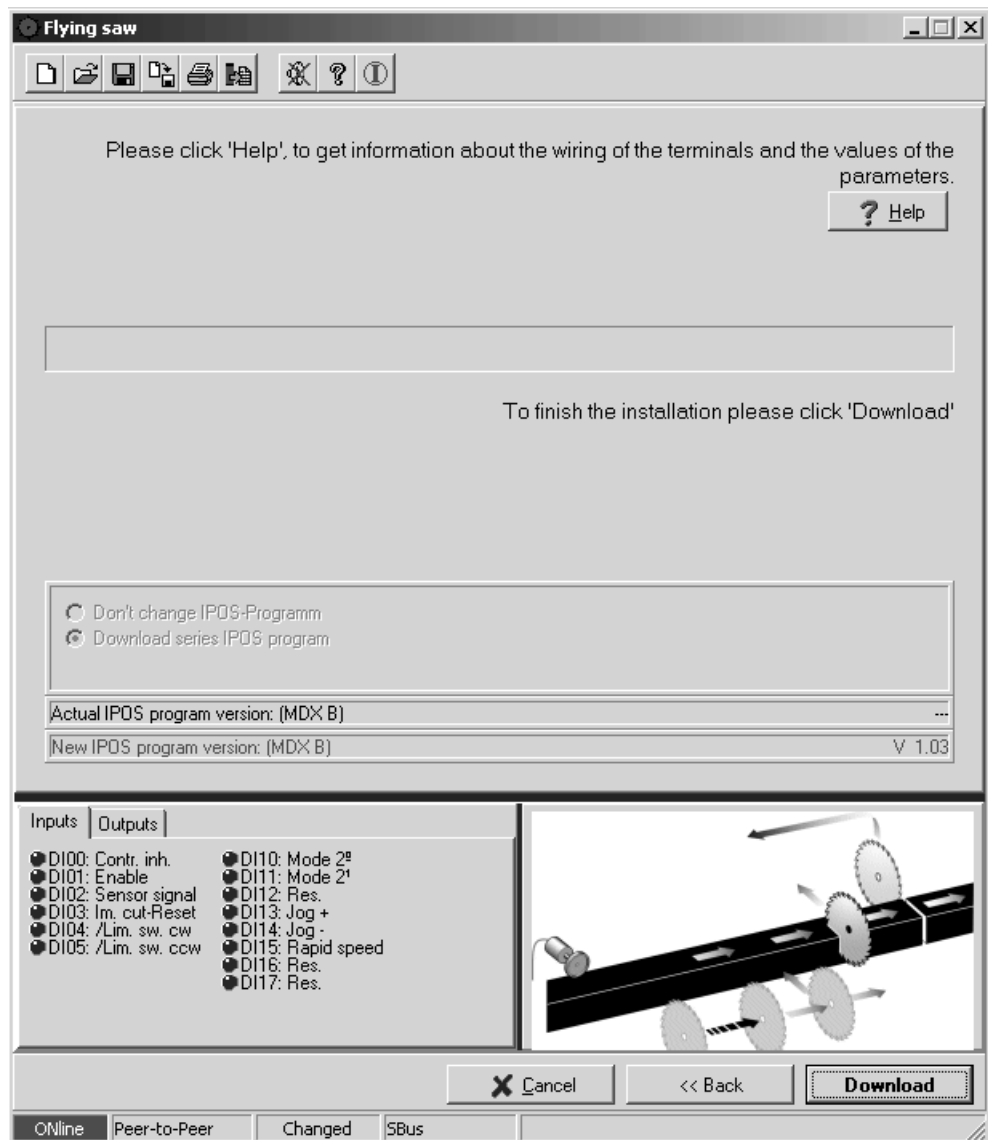 Flying saw
Please click 'Help', to get information about the wiring of the terminals and the values of the
parameters.
? Help
To finish the installation please click 'Download'
Don't change IPOS-Programm
Download series IPOS program
Actual IPOS program version: (MDX B) ---
New IPOS program version: (MDX B) V 1.03
Inputs Outputs
DI00: Contr. inh. DI10: Mode 2º
DI01: Enable DI11: Mode 2¹
DI02: Sensor signal DI12: Res.
DI03: Im. cut-Reset DI13: Jog +
DI04: /Lim. sw. cw DI14: Jog -
DI05: /Lim. sw. ccw DI15: Rapid speed
DI16: Res.
DI17: Res.
Cancel << Back Download
ONline Peer-to-Peer Changed SBus